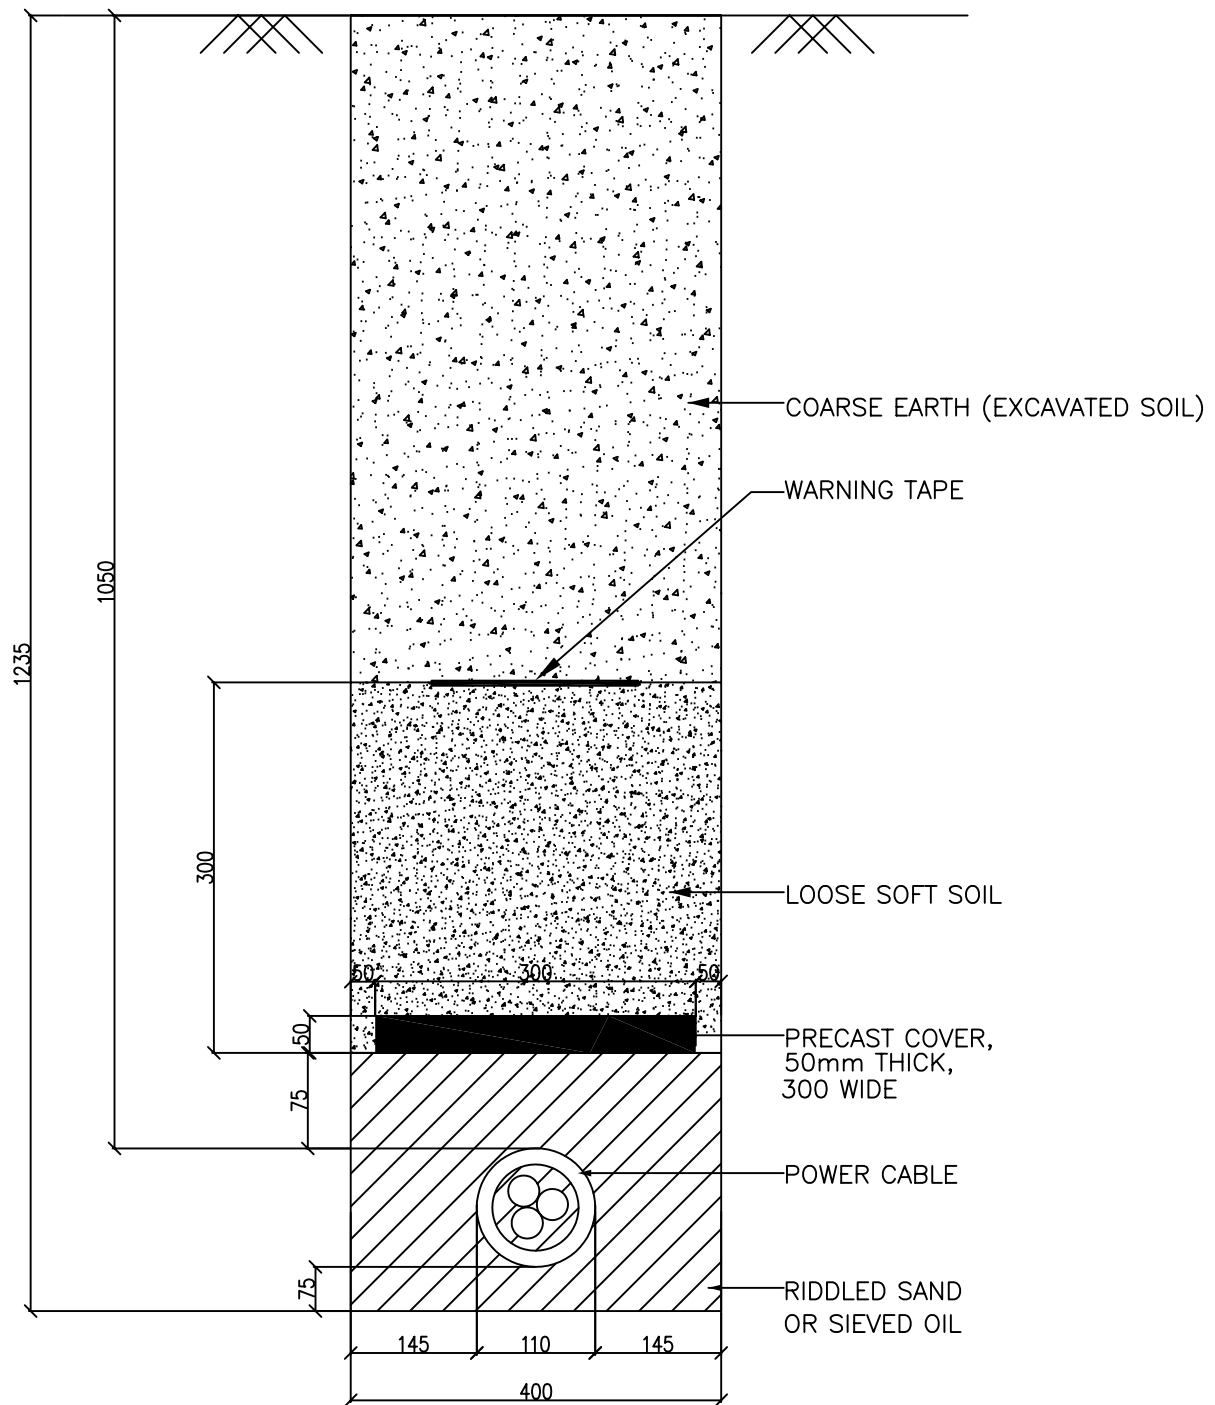 COARSE EARTH (EXCAVATED SOIL)
WARNING TAPE
1050
1235
300
LOOSE SOFT SOIL
50 300 50
50
PRECAST COVER,
50mm THICK,
300 WIDE
75
POWER CABLE
75
RIDDLED SAND
OR SIEVED OIL
145 110 145
400